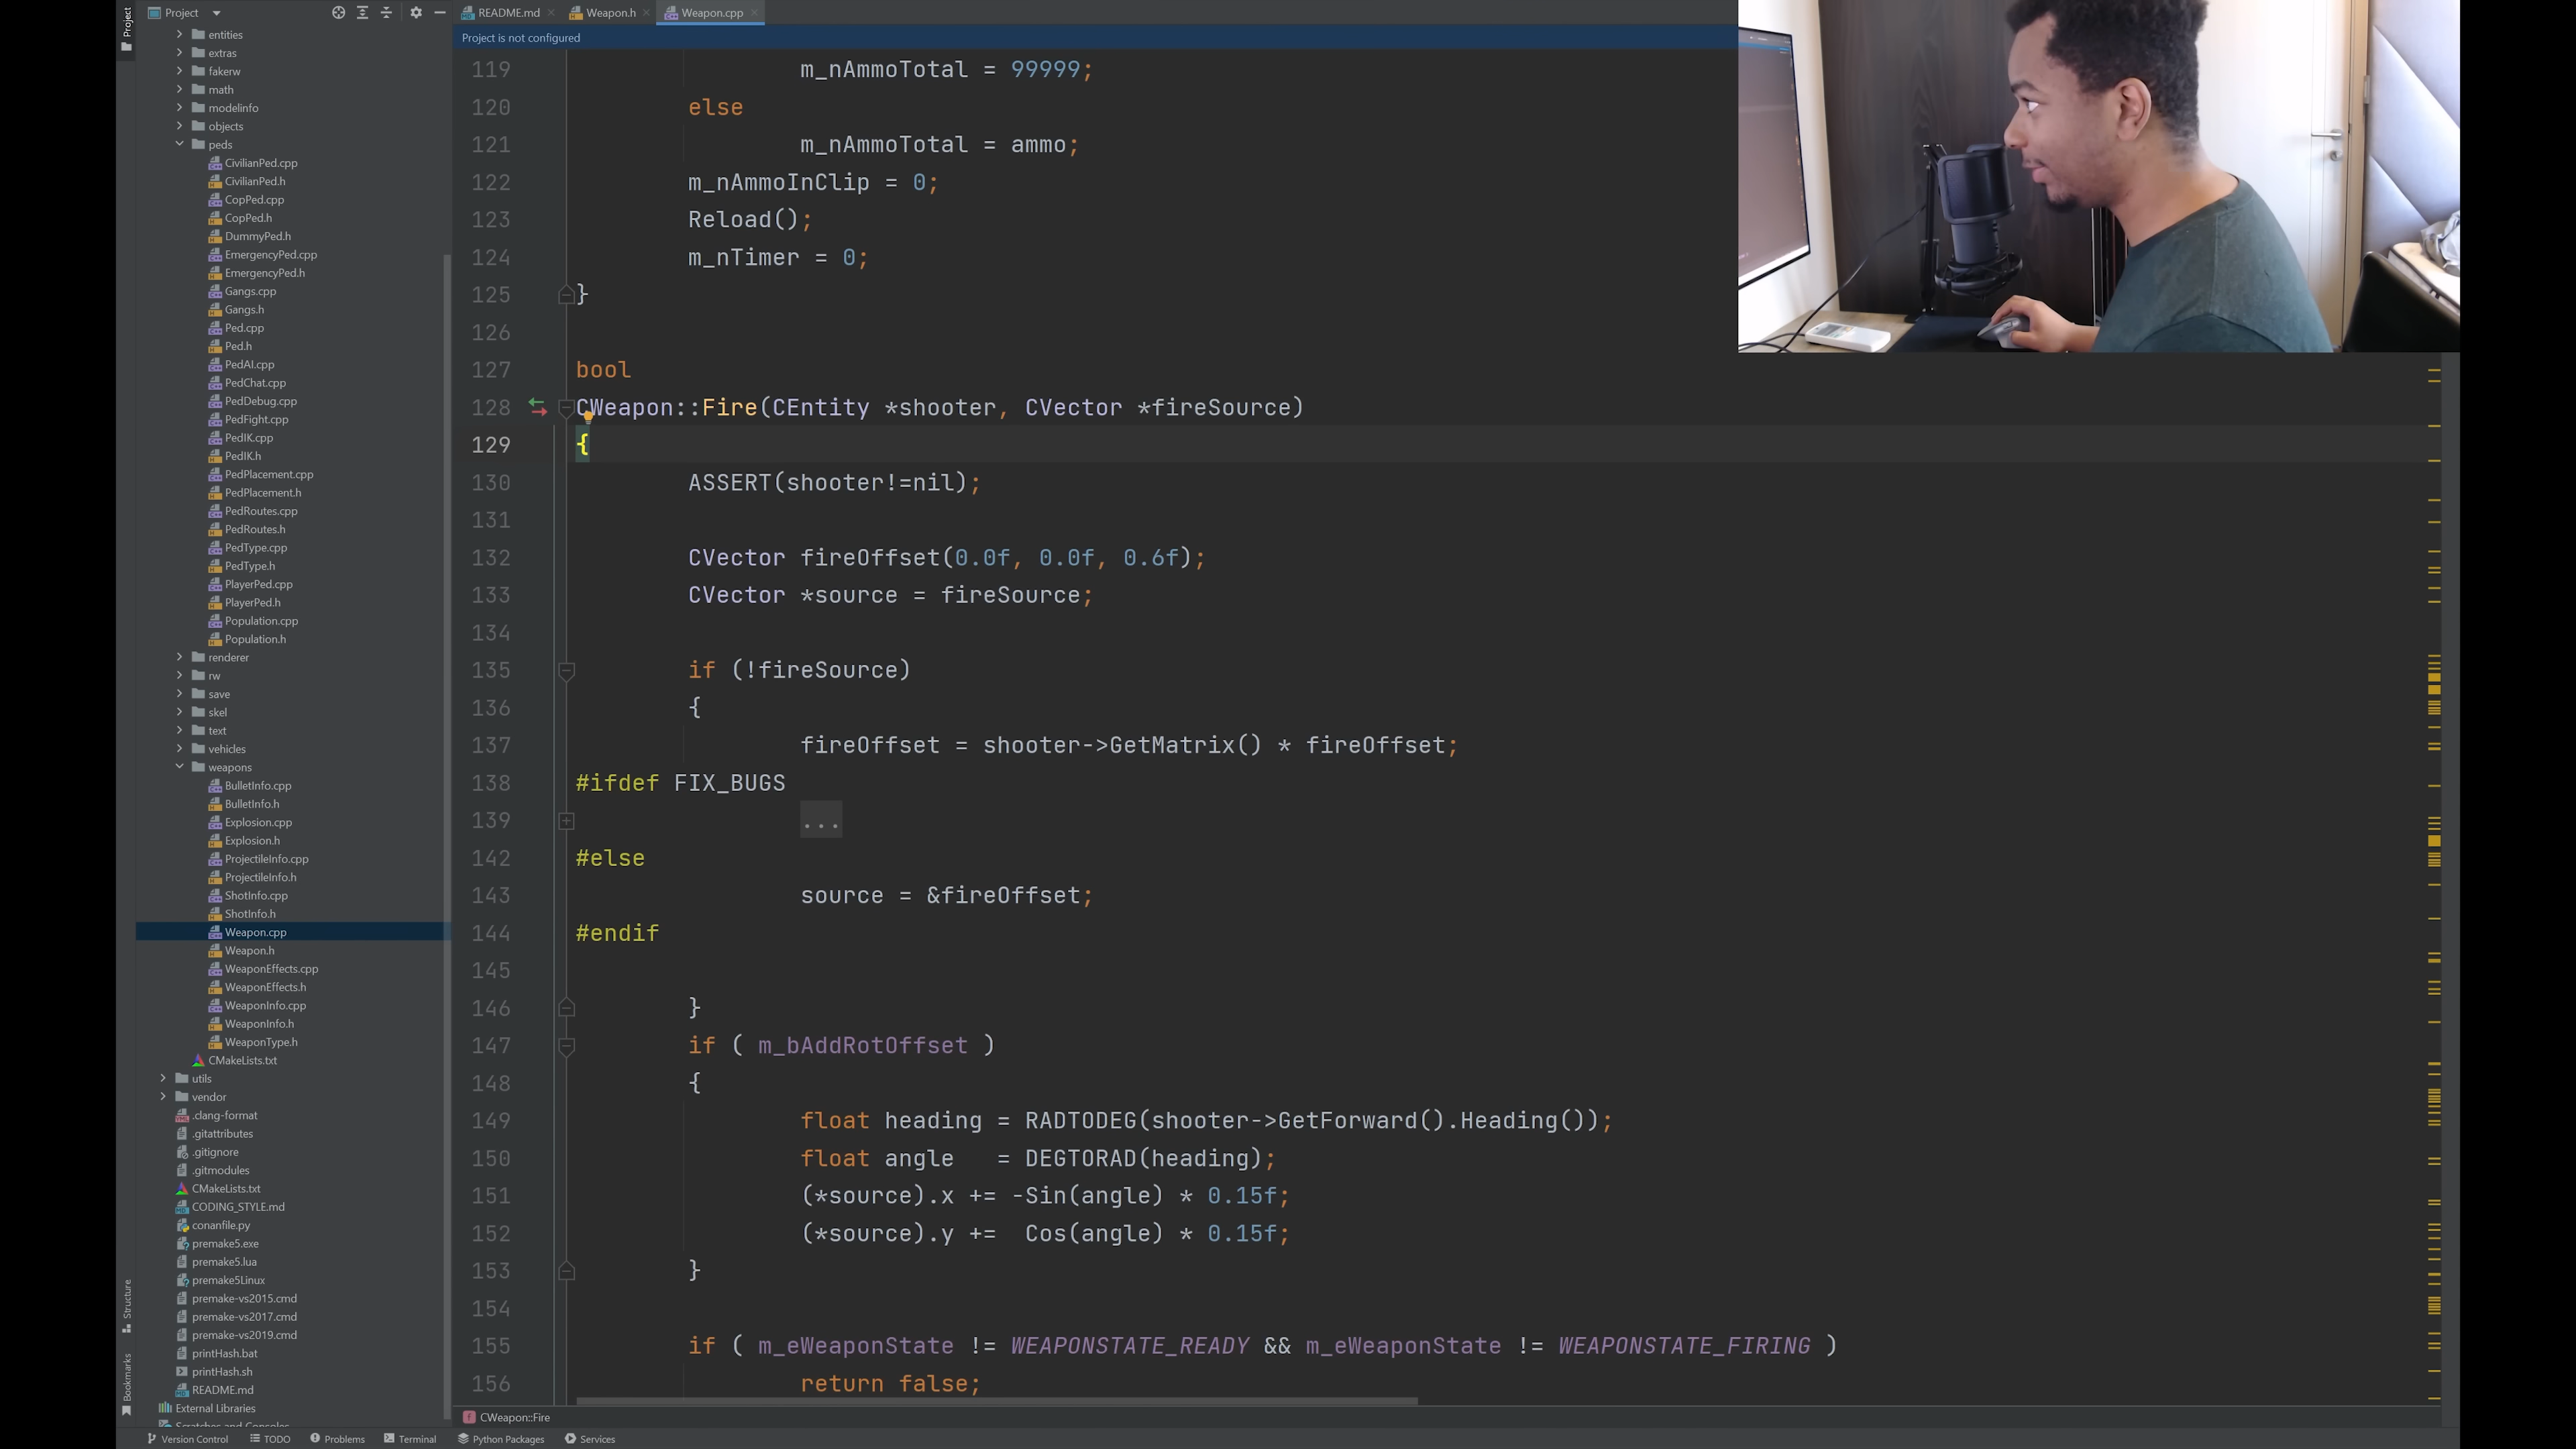 Project
Project
README.md
Weapon.h
Weapon.cpp
Project is not configured
entities
extras
fakerw
math
modelinfo
objects
peds
CivilianPed.cpp
CivilianPed.h
CopPed.cpp
CopPed.h
DummyPed.h
EmergencyPed.cpp
EmergencyPed.h
Gangs.cpp
Gangs.h
Ped.cpp
Ped.h
PedAI.cpp
PedChat.cpp
PedDebug.cpp
PedFight.cpp
PedIK.cpp
PedIK.h
PedPlacement.cpp
PedPlacement.h
PedRoutes.cpp
PedRoutes.h
PedType.cpp
PedType.h
PlayerPed.cpp
PlayerPed.h
Population.cpp
Population.h
renderer
rw
save
skel
text
vehicles
weapons
BulletInfo.cpp
BulletInfo.h
Explosion.cpp
Explosion.h
ProjectileInfo.cpp
ProjectileInfo.h
ShotInfo.cpp
ShotInfo.h
Weapon.cpp
Weapon.h
WeaponEffects.cpp
WeaponEffects.h
WeaponInfo.cpp
WeaponInfo.h
WeaponType.h
CMakeLists.txt
utils
vendor
.clang-format
.gitattributes
.gitignore
.gitmodules
CMakeLists.txt
CODING_STYLE.md
conanfile.py
premake5.exe
premake5.lua
premake5Linux
premake-vs2015.cmd
premake-vs2017.cmd
premake-vs2019.cmd
printHash.bat
printHash.sh
README.md
External Libraries
Scratches and Consoles
Structure
Bookmarks
119 m_nAmmoTotal = 99999;
120 else
121 m_nAmmoTotal = ammo;
122 m_nAmmoInClip = 0;
123 Reload();
124 m_nTimer = 0;
125 }
126
127 bool
128 CWeapon::Fire(CEntity *shooter, CVector *fireSource)
129 {
130 ASSERT(shooter!=nil);
131
132 CVector fireOffset(0.0f, 0.0f, 0.6f);
133 CVector *source = fireSource;
134
135 if (!fireSource)
136 {
137 fireOffset = shooter->GetMatrix() * fireOffset;
138 #ifdef FIX_BUGS
139 ...
142 #else
143 source = &fireOffset;
144 #endif
145
146 }
147 if ( m_bAddRotOffset )
148 {
149 float heading = RADTODEG(shooter->GetForward().Heading());
150 float angle   = DEGTORAD(heading);
151 (*source).x += -Sin(angle) * 0.15f;
152 (*source).y +=  Cos(angle) * 0.15f;
153 }
154
155 if ( m_eWeaponState != WEAPONSTATE_READY && m_eWeaponState != WEAPONSTATE_FIRING )
156 return false;
CWeapon::Fire
Version Control
TODO
Problems
Terminal
Python Packages
Services